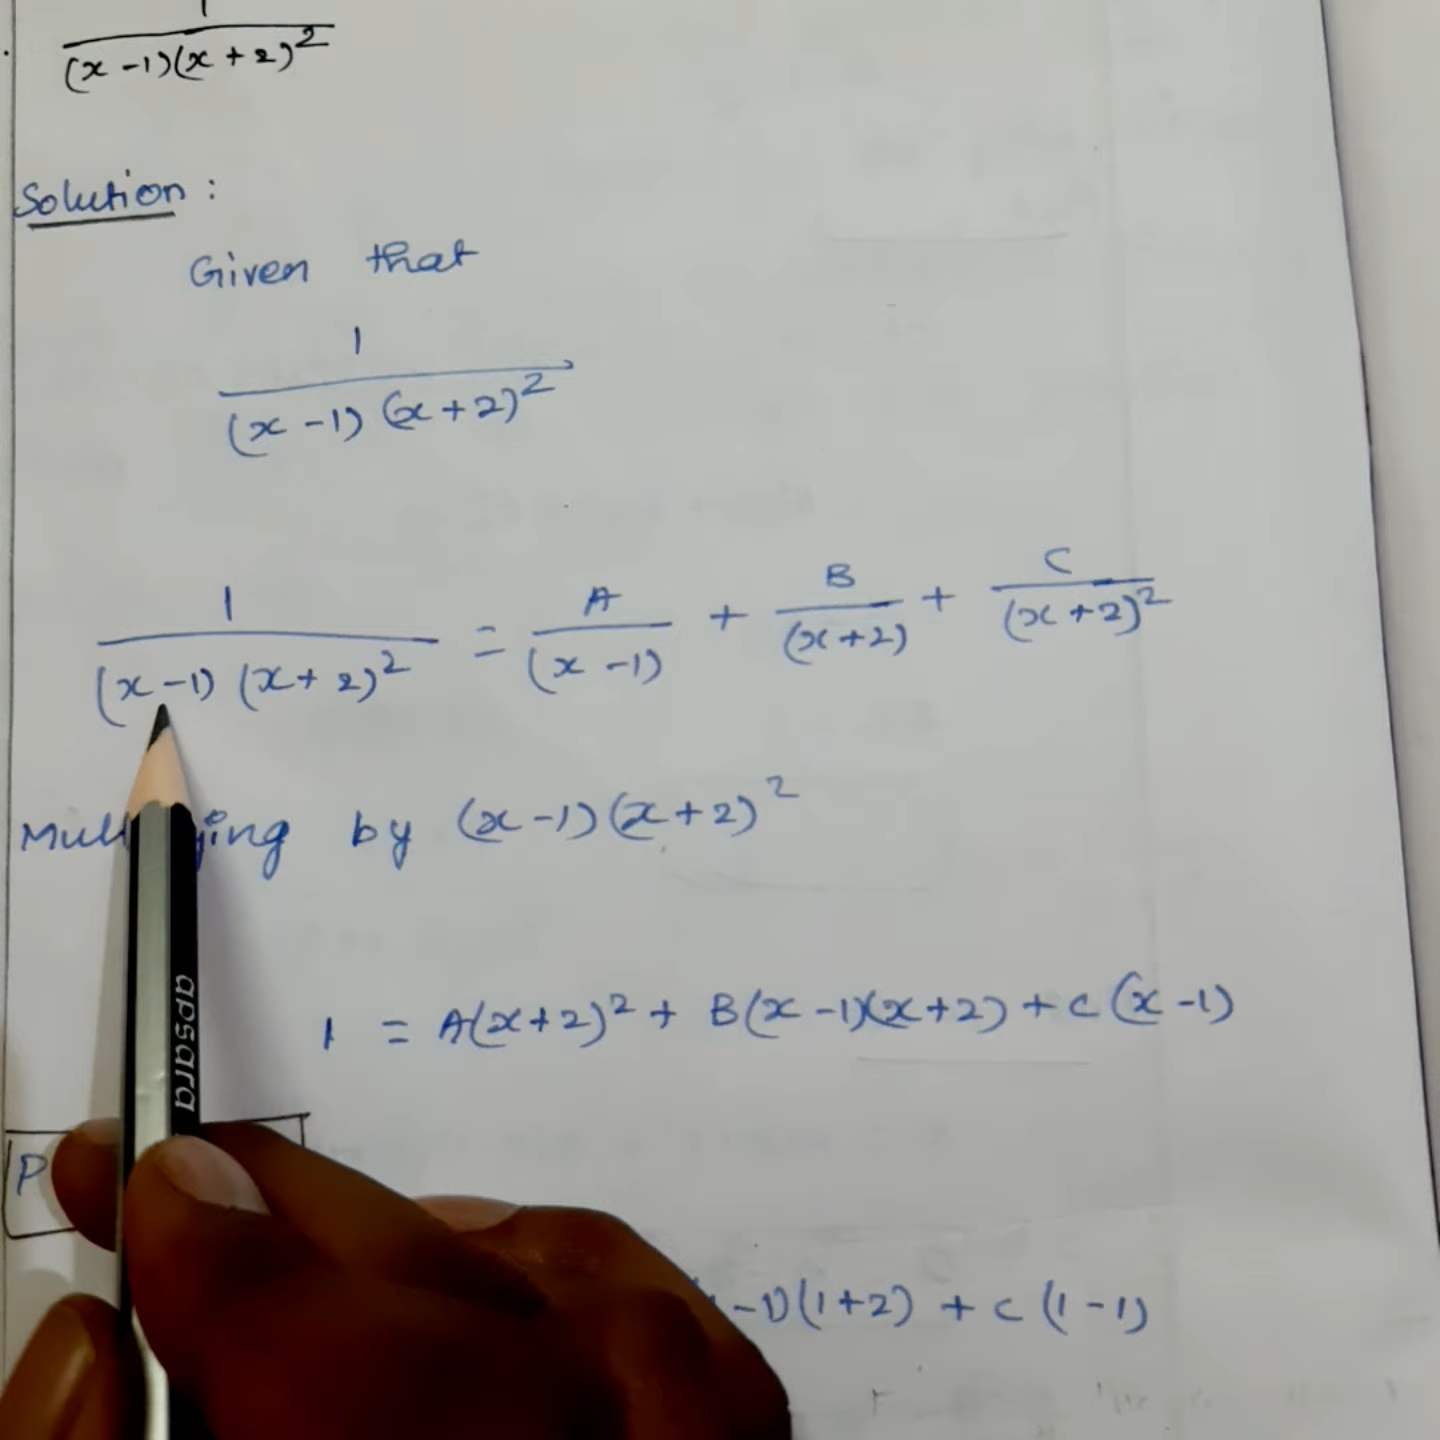 1
(x-1)(x+2)²
Solution:
Given that
1
(x-1) (x+2)²
1 / (x-1) (x+2)² = A / (x-1) + B / (x+2) + C / (x+2)²
by (x-1)(x+2)²
1 = A(x+2)² + B(x-1)(x+2) + C(x-1)
P
-1)(1+2) + C(1-1)
apsara